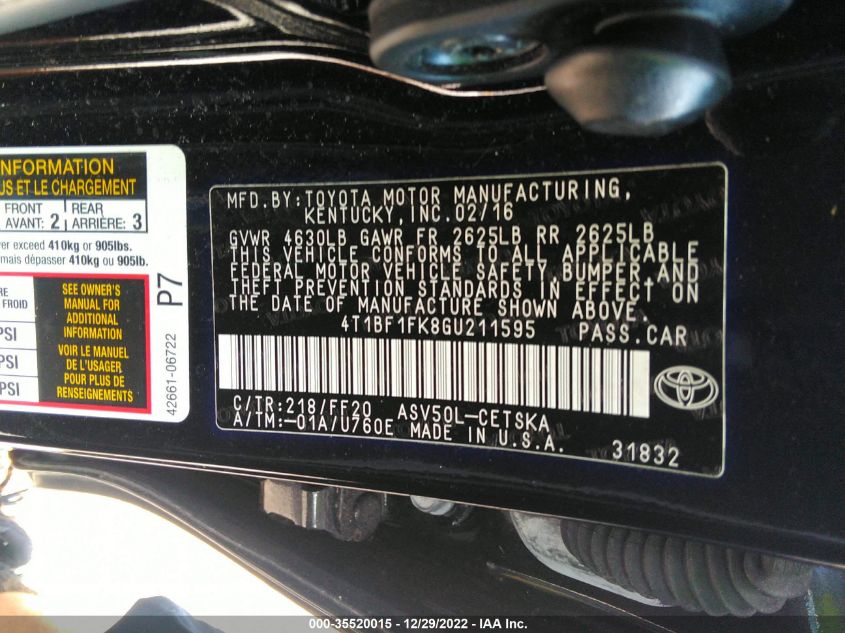 NFORMATION
US ET LE CHARGEMENT
FRONT
AVANT: 2
REAR
ARRIÈRE: 3
er exceed 410kg or 905lbs.
mais dépasser 410kg ou 905lb.
RE
FROID
PSI
PSI
SEE OWNER'S
MANUAL FOR
ADDITIONAL
INFORMATION
VOIR LE MANUEL
DE L'USAGER
POUR PLUS DE
RENSEIGNEMENTS
P7
42661-06722
MFD.BY:TOYOTA MOTOR MANUFACTURING,
KENTUCKY,INC.02/16
GVWR 4630LB GAWR FR 2625LB RR 2625LB
THIS VEHICLE CONFORMS TO ALL APPLICABLE
FEDERAL MOTOR VEHICLE SAFETY,BUMPER AND
THEFT PREVENTION STANDARDS IN EFFECT ON
THE DATE OF MANUFACTURE SHOWN ABOVE.
4T1BF1FK8GU211595 PASS.CAR
C/TR:218/FF20 ASV50L-CETSKA
A/TM:-01A/U760E MADE IN U.S.A.
31832
000-35520015 - 12/29/2022 - IAA Inc.